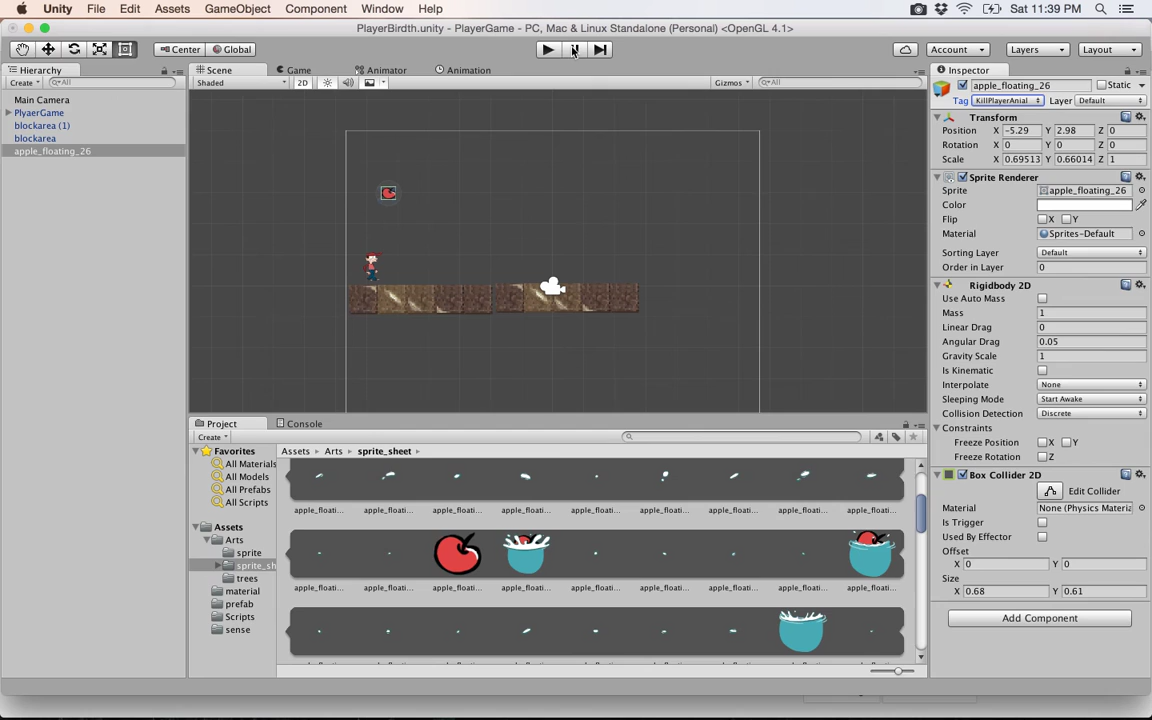 Unity File Edit Assets GameObject Component Window Help Sat 11:39 PM
PlayerBirdth.unity - PlayerGame - PC, Mac & Linux Standalone (Personal) <OpenGL 4.1>
Center Global Account Layers Layout
Hierarchy
Create All
Main Camera
PlyaerGame
blockarea (1)
blockarea
apple_floating_26
Scene Game Animator Animation
Shaded 2D Gizmos All
Project Console
Create
Favorites
All Materials
All Models
All Prefabs
All Scripts
Assets
Arts
sprite
sprite_sh
trees
material
prefab
Scripts
sense
Assets Arts sprite_sheet
apple_floati... apple_floati... apple_floati... apple_floati... apple_floati... apple_floati... apple_floati... apple_floati... apple_floati...
apple_floati... apple_floati... apple_floati... apple_floati... apple_floati... apple_floati... apple_floati... apple_floati... apple_floati...
Inspector
apple_floating_26 Static
Tag KillPlayerAnial Layer Default
Transform
Position X -5.29 Y 2.98 Z 0
Rotation X 0 Y 0 Z 0
Scale X 0.69513 Y 0.66014 Z 1
Sprite Renderer
Sprite apple_floating_26
Color
Flip X Y
Material Sprites-Default
Sorting Layer Default
Order in Layer 0
Rigidbody 2D
Use Auto Mass
Mass 1
Linear Drag 0
Angular Drag 0.05
Gravity Scale 1
Is Kinematic
Interpolate None
Sleeping Mode Start Awake
Collision Detection Discrete
Constraints
Freeze Position X Y
Freeze Rotation Z
Box Collider 2D
Edit Collider
Material None (Physics Materia
Is Trigger
Used By Effector
Offset
X 0 Y 0
Size
X 0.68 Y 0.61
Add Component